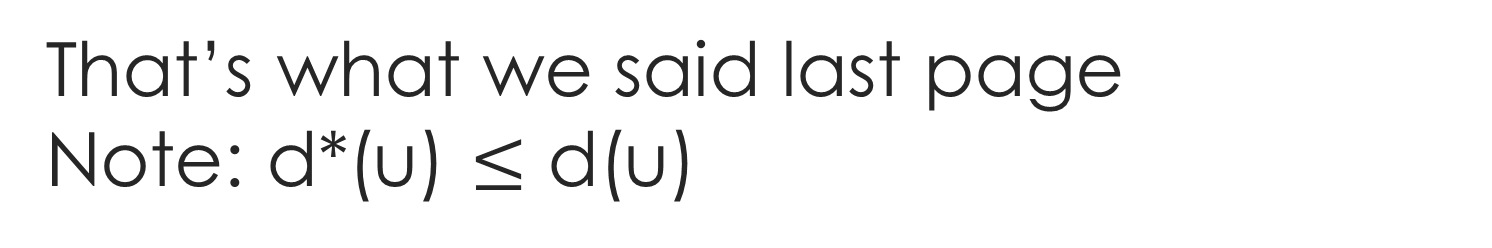 That’s what we said last page
Note: d*(u) ≤ d(u)